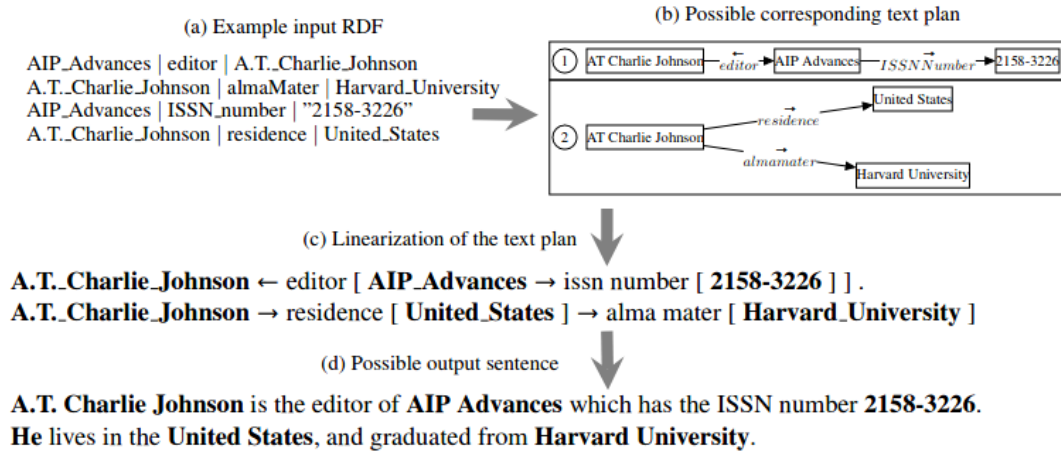 (a) Example input RDF
AIP_Advances | editor | A.T._Charlie_Johnson
A.T._Charlie_Johnson | almaMater | Harvard_University
AIP_Advances | ISSN_number | ”2158-3226”
A.T._Charlie_Johnson | residence | United_States
(b) Possible corresponding text plan
1 AT Charlie Johnson ← editor AIP Advances → ISSNNumber 2158-3226
United States
→ residence
2 AT Charlie Johnson
→ almamater
Harvard University
(c) Linearization of the text plan
A.T._Charlie_Johnson ← editor [ AIP_Advances → issn number [ 2158-3226 ] ] .
A.T._Charlie_Johnson → residence [ United_States ] → alma mater [ Harvard_University ]
(d) Possible output sentence
A.T. Charlie Johnson is the editor of AIP Advances which has the ISSN number 2158-3226.
He lives in the United States, and graduated from Harvard University.